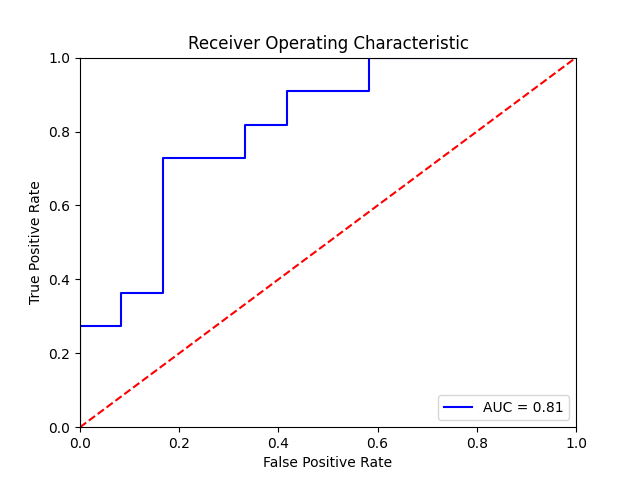 Receiver Operating Characteristic
True Positive Rate
1.0
0.8
0.6
0.4
0.2
0.0
AUC = 0.81
0.0 0.2 0.4 0.6 0.8 1.0
False Positive Rate